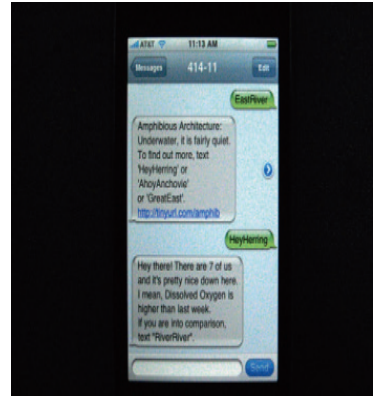 AT&T 11:13 AM
Messages 414-11 Edit
EastRiver
Amphibious Architecture:
Underwater, it is fairly quiet.
To find out more, text
'HeyHerring' or
'AhoyAnchovie'
or 'GreatEast'.
http://tinyurl.com/amphib
HeyHerring
Hey there! There are 7 of us
and it's pretty nice down here.
I mean, Dissolved Oxygen is
higher than last week.
If you are into comparison,
text "RiverRiver".
Send